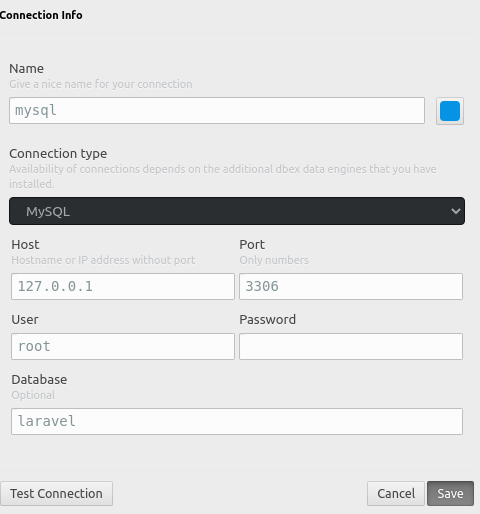 Connection Info
Name
Give a nice name for your connection
mysql
Connection type
Availability of connections depends on the additional dbex data engines that you have
installed.
MySQL
Host Port
Hostname or IP address without port Only numbers
127.0.0.1 3306
User Password
root
Database
Optional
laravel
Test Connection Cancel Save